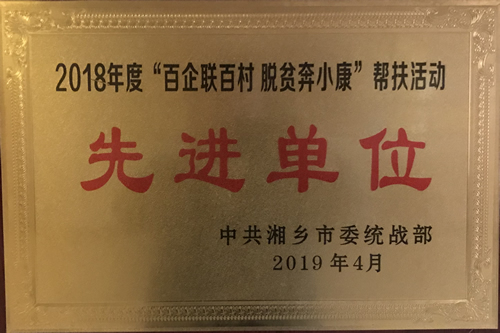 2018年度“百企联百村 脱贫奔小康”帮扶活动
先进单位
中共湘乡市委统战部
2019年4月